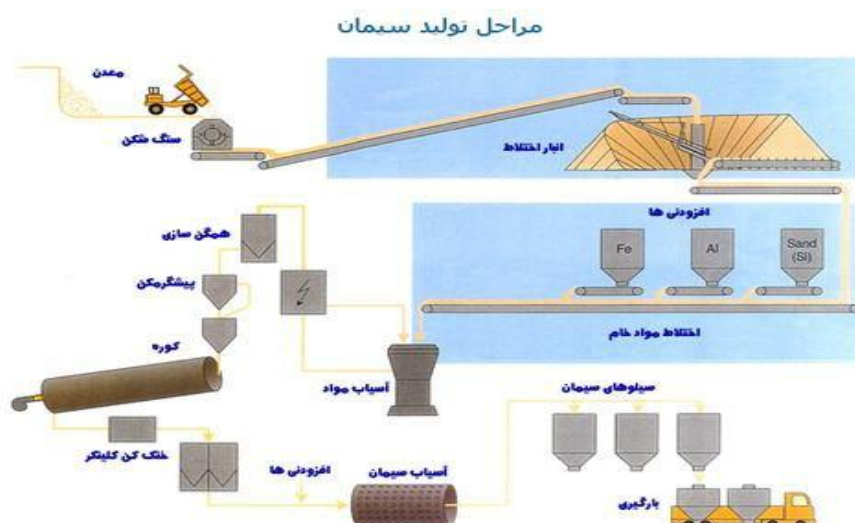 مراحل تولید سیمان
معدن
سنگ شکن
انبار اختلاط
افزودنی ها
Fe
Al
Sand
(Si)
اختلاط مواد خام
همگن سازی
پیشگرمکن
کوره
آسیاب مواد
خنک کن کلینکر
افزودنی ها
آسیاب سیمان
سیلوهای سیمان
بارگیری